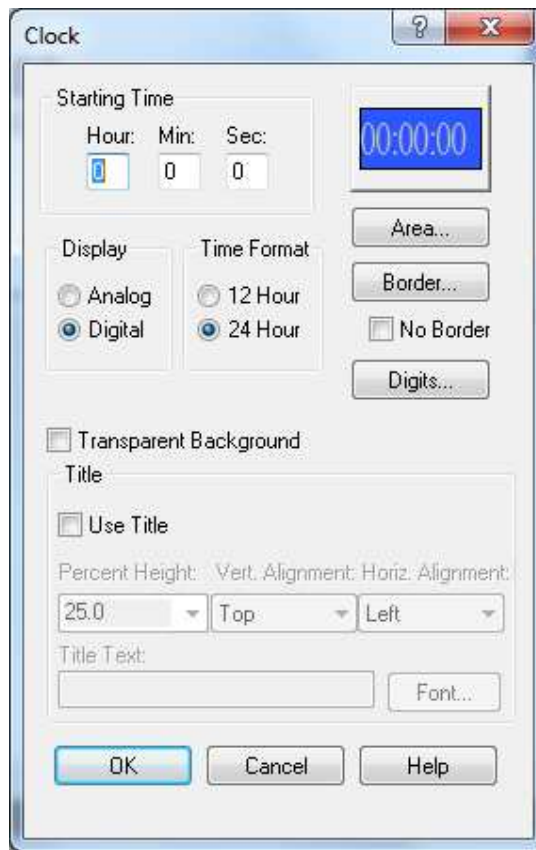 Clock
?
Starting Time
Hour: Min: Sec:
0 0 0
00:00:00
Area...
Display
Time Format
Border...
Analog
12 Hour
Digital
24 Hour
No Border
Digits...
Transparent Background
Title
Use Title
Percent Height: Vert. Alignment: Horiz. Alignment:
25.0 Top Left
Title Text:
Font...
OK Cancel Help